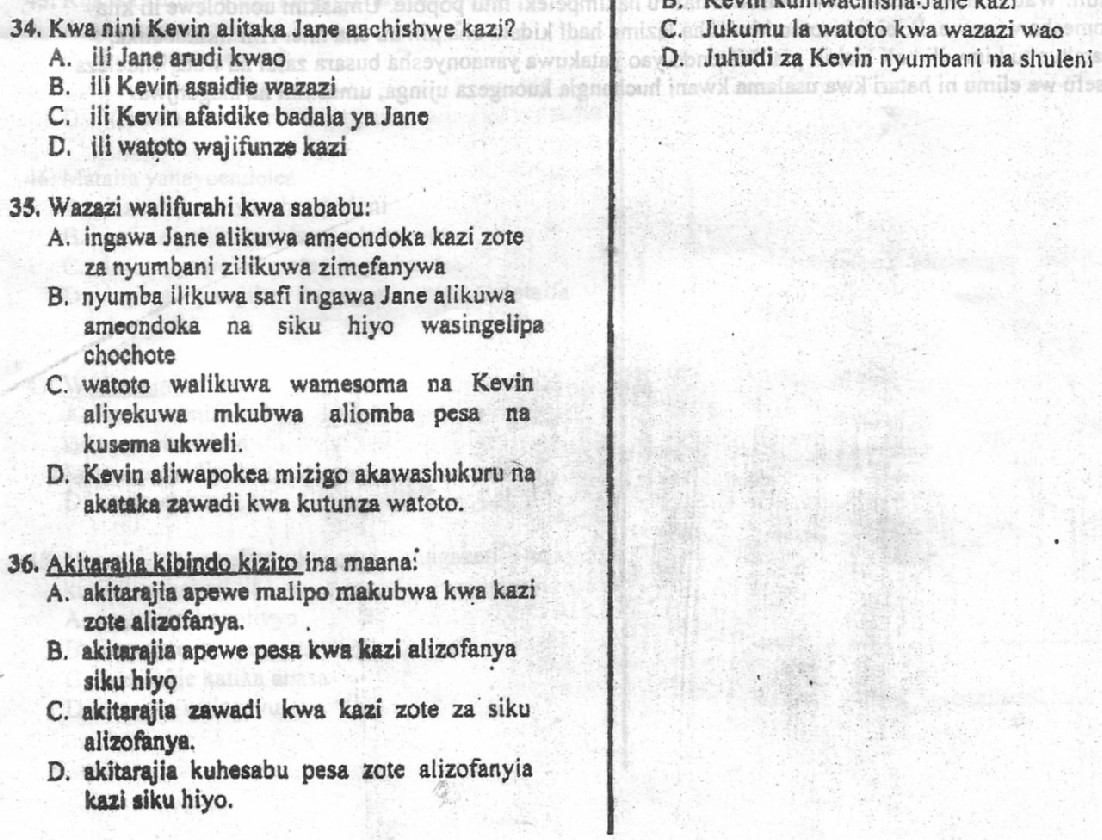 34. Kwa nini Kevin alitaka Jane aachishwe kazi?
A. ili Jane arudi kwao
B. ili Kevin asaidie wazazi
C. ili Kevin afaidike badala ya Jane
D. ili watoto wajifunze kazi
35. Wazazi walifurahi kwa sababu:
A. ingawa Jane alikuwa ameondoka kazi zote
za nyumbani zilikuwa zimefanywa
B. nyumba ilikuwa safi ingawa Jane alikuwa
ameondoka na siku hiyo wasingelipa
chochote
C. watoto walikuwa wamesoma na Kevin
aliyekuwa mkubwa aliomba pesa na
kusema ukweli.
D. Kevin aliwapokea mizigo akawashukuru na
akataka zawadi kwa kutunza watoto.
36. Akitarajia kibindo kizito ina maana:
A. akitarajia apewe malipo makubwa kwa kazi
zote alizofanya.
B. akitarajia apewe pesa kwa kazi alizofanya
siku hiyo
C. akitarajia zawadi kwa kazi zote za siku
alizofanya.
D. akitarajia kuhesabu pesa zote alizofanyia
kazi siku hiyo.
B. Kevin kumwachisha Jane kazi
C. Jukumu la watoto kwa wazazi wao
D. Juhudi za Kevin nyumbani na shuleni